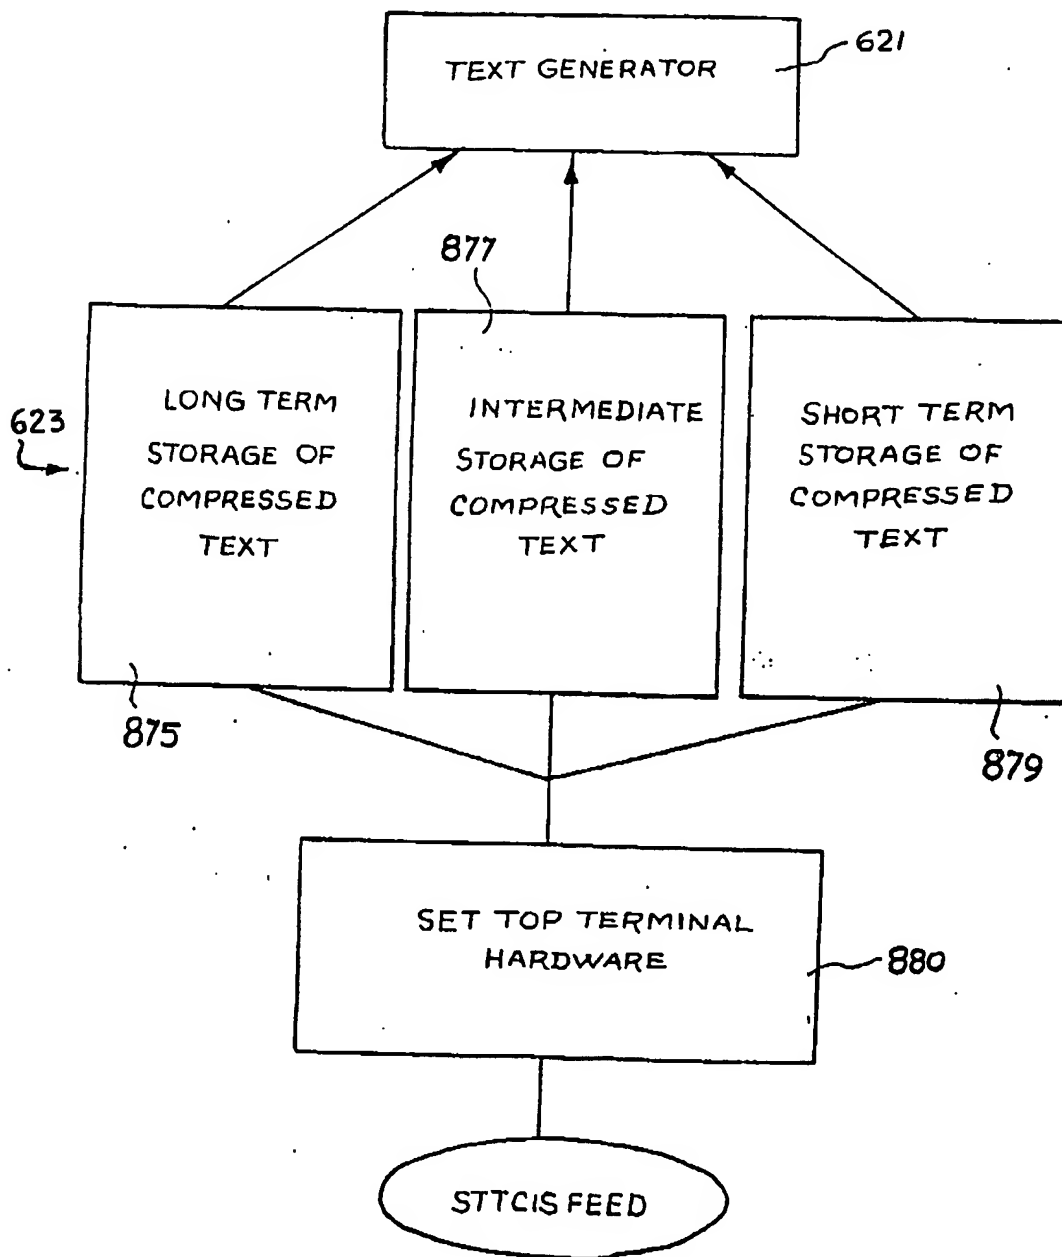 TEXT GENERATOR
621
877
623
LONG TERM
STORAGE OF
COMPRESSED
TEXT
INTERMEDIATE
STORAGE OF
COMPRESSED
TEXT
SHORT TERM
STORAGE OF
COMPRESSED
TEXT
875
879
SET TOP TERMINAL
HARDWARE
880
STTCIS FEED